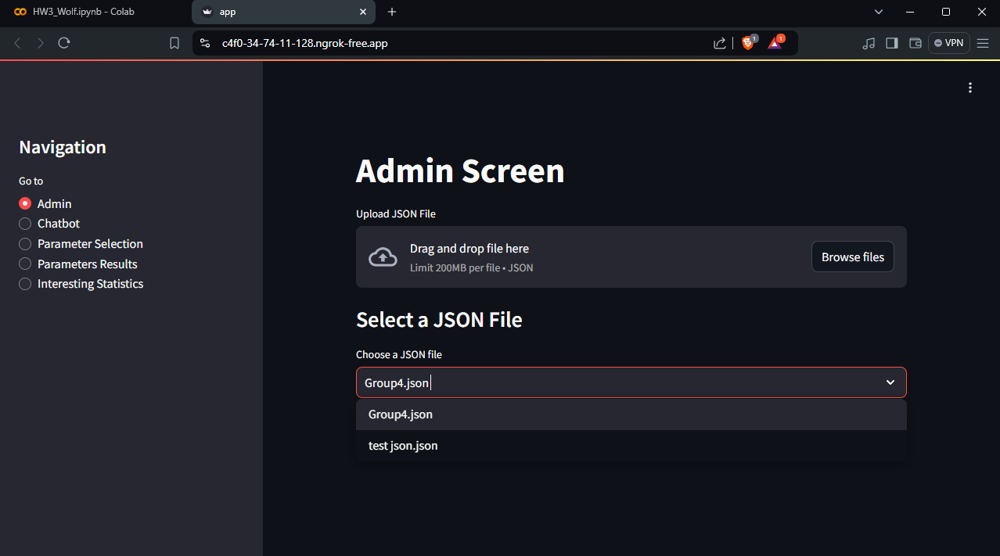 HW3_Wolf.ipynb - Colab
app
c4f0-34-74-11-128.ngrok-free.app
1
1
VPN
Navigation
Go to
Admin
Chatbot
Parameter Selection
Parameters Results
Interesting Statistics
Admin Screen
Upload JSON File
Drag and drop file here
Limit 200MB per file • JSON
Browse files
Select a JSON File
Choose a JSON file
Group4.json
Group4.json
test json.json